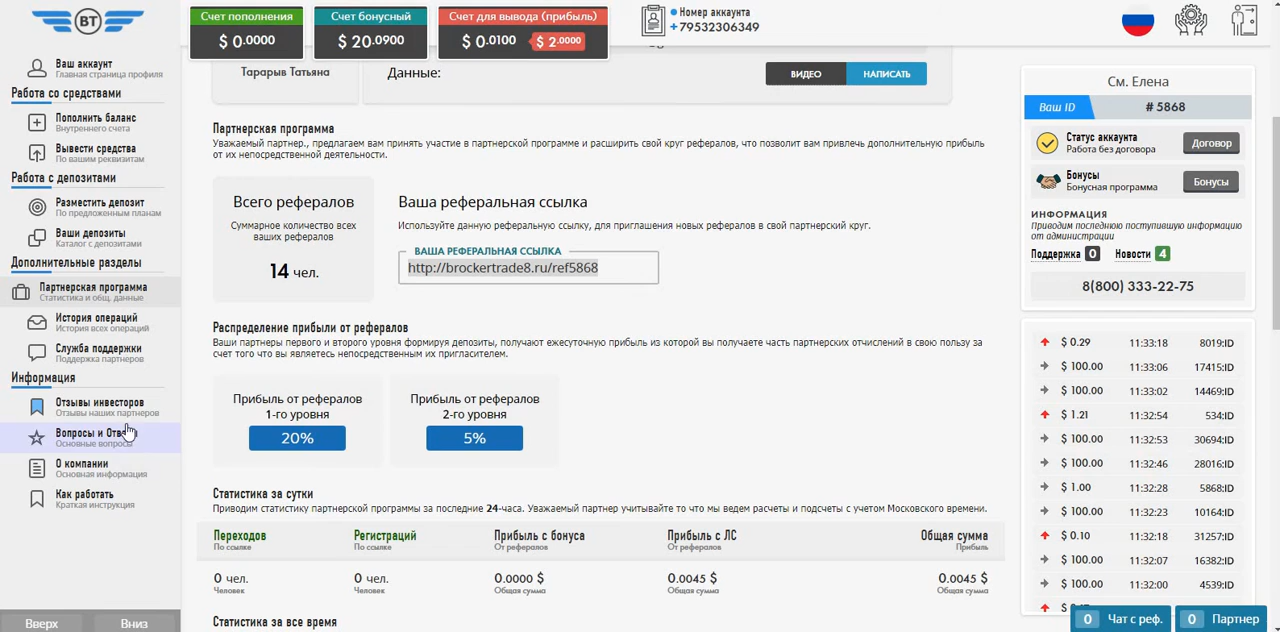 BT
Счет пополнения
$ 0.0000
Счет бонусный
$ 20.0900
Счет для вывода (прибыль)
$ 0.0100
$ 2.0000
Номер аккаунта
+79532306349
Ваш аккаунт
Главная страница профиля
Работа со средствами
Пополнить баланс
Внутреннего счета
Вывести средства
По вашим реквизитам
Работа с депозитами
Разместить депозит
По предложенным планам
Ваши депозиты
Каталог с депозитами
Дополнительные разделы
Партнерская программа
Статистика и общ. данные
История операций
История всех операций
Служба поддержки
Поддержка партнеров
Информация
Отзывы инвесторов
Отзывы наших партнеров
Вопросы и
Основные вопросы
О компании
Основная информация
Как работать
Краткая инструкция
Вверх
Вниз
Тарарыв Татьяна
Данные:
ВИДЕО
НАПИСАТЬ
Партнерская программа
Уважаемый партнер., предлагаем вам принять участие в партнерской программе и расширить свой круг рефералов, что позволит вам привлечь дополнительную прибыль
от их непосредственной деятельности.
Всего рефералов
Суммарное количество всех
ваших рефералов
14 чел.
Ваша реферальная ссылка
Используйте данную реферальную ссылку, для приглашения новых рефералов в свой партнерский круг.
ВАША РЕФЕРАЛЬНАЯ ССЫЛКА
http://brockertrade8.ru/ref5868
Распределение прибыли от рефералов
Ваши партнеры первого и второго уровня формируя депозиты, получают ежесуточную прибыль из которой вы получаете часть партнерских отчислений в свою пользу за
счет того что вы являетесь непосредственным их пригласителем.
Прибыль от рефералов
1-го уровня
20%
Прибыль от рефералов
2-го уровня
5%
Статистика за сутки
Приводим статистику партнерской программы за последние 24-часа. Уважаемый партнер учитывайте то что мы ведем расчеты и подсчеты с учетом Московского времени.
Переходов
По ссылке
Регистраций
По ссылке
Прибыль с бонуса
От рефералов
Прибыль с ЛС
От рефералов
Общая сумма
Прибыль
0 чел.
Человек
0 чел.
Человек
0.0000 $
Общая сумма
0.0045 $
Общая сумма
0.0045 $
Общая сумма
Статистика за все время
См. Елена
Ваш ID
# 5868
Статус аккаунта
Работа без договора
Договор
Бонусы
Бонусная программа
Бонусы
ИНФОРМАЦИЯ
Приводим последнюю поступившую информацию
от администрации
Поддержка 0 Новости 4
8(800) 333-22-75
$ 0.29 11:33:18 8019:ID
$ 100.00 11:33:06 17415:ID
$ 100.00 11:33:02 14469:ID
$ 1.21 11:32:54 534:ID
$ 100.00 11:32:53 30694:ID
$ 100.00 11:32:46 28016:ID
$ 1.00 11:32:28 5868:ID
$ 100.00 11:32:23 10164:ID
$ 0.10 11:32:18 31257:ID
$ 100.00 11:32:07 16382:ID
$ 100.00 11:32:00 4539:ID
0 Чат с реф.
0 Партнер